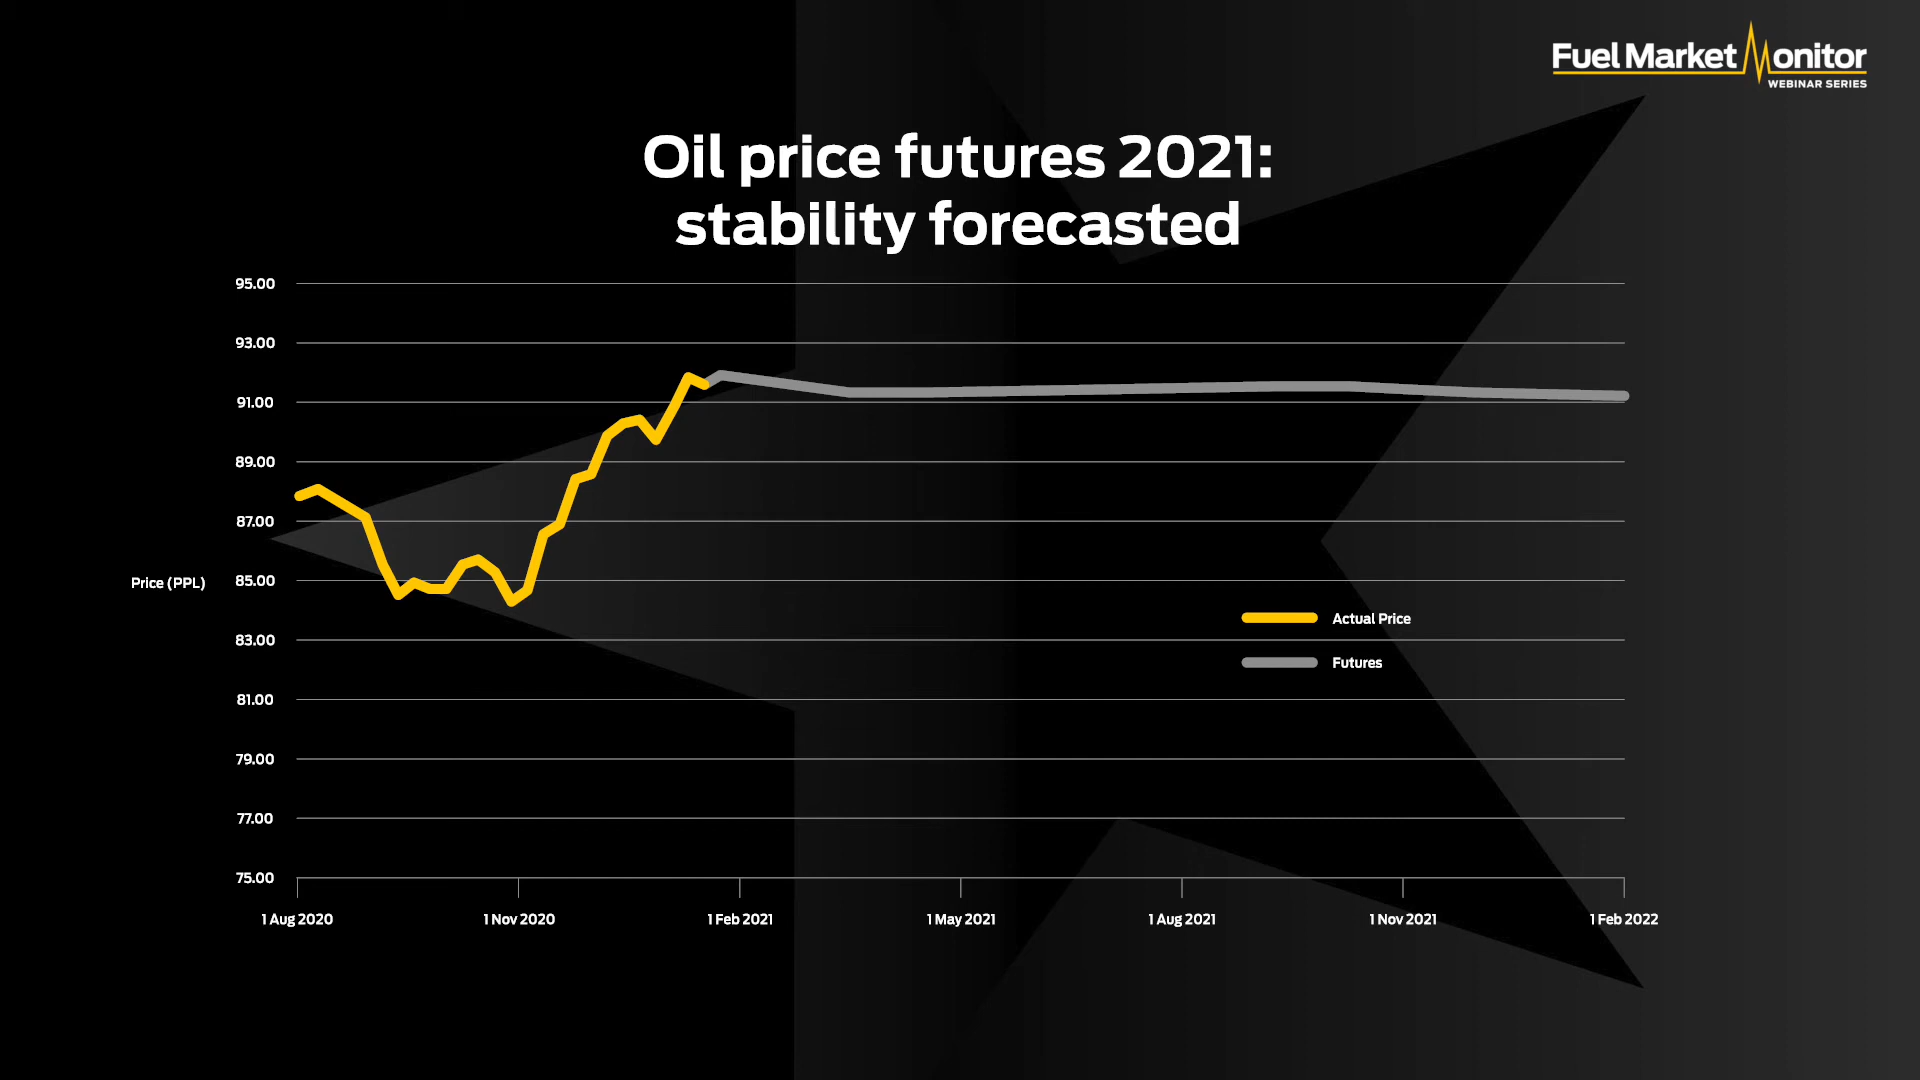 Fuel Market Monitor
WEBINAR SERIES
Oil price futures 2021:
stability forecasted
95.00
93.00
91.00
89.00
87.00
Price (PPL)
85.00
83.00
81.00
79.00
77.00
75.00
Actual Price
Futures
1 Aug 2020
1 Nov 2020
1 Feb 2021
1 May 2021
1 Aug 2021
1 Nov 2021
1 Feb 2022